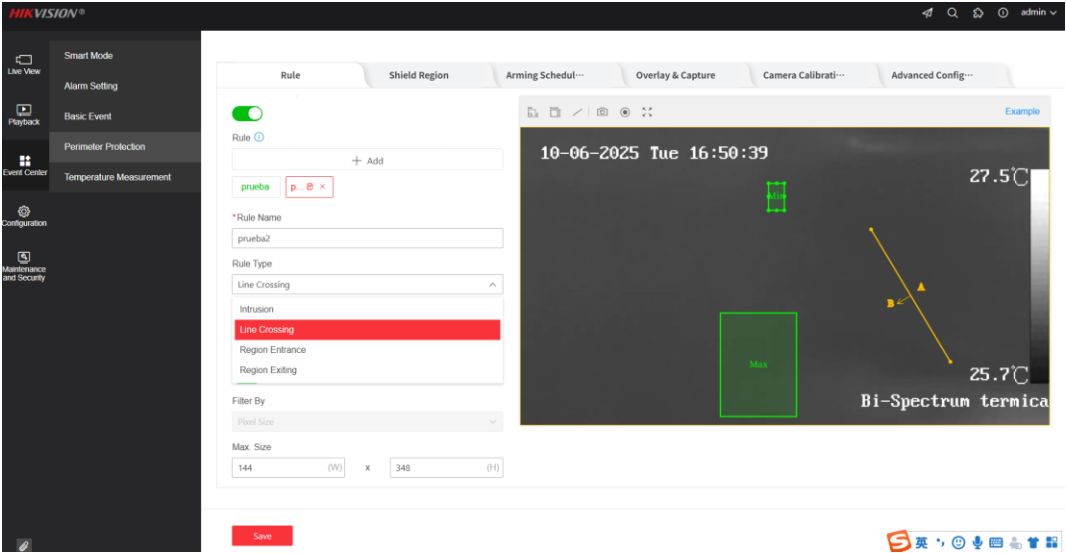 HIKVISION®
admin
Live View
Playback
Event Center
Configuration
Maintenance
and Security
Smart Mode
Alarm Setting
Basic Event
Perimeter Protection
Temperature Measurement
Rule
Shield Region
Arming Schedul···
Overlay & Capture
Camera Calibrati···
Advanced Config···
Rule
+ Add
prueba
p... ×
*Rule Name
prueba2
Rule Type
Line Crossing
Intrusion
Line Crossing
Region Entrance
Region Exiting
Filter By
Pixel Size
Max. Size
144 (W) x 348 (H)
Save
Example
10-06-2025 Tue 16:50:39
27.5℃
Min
A
B
Max
25.7℃
Bi-Spectrum termica
英